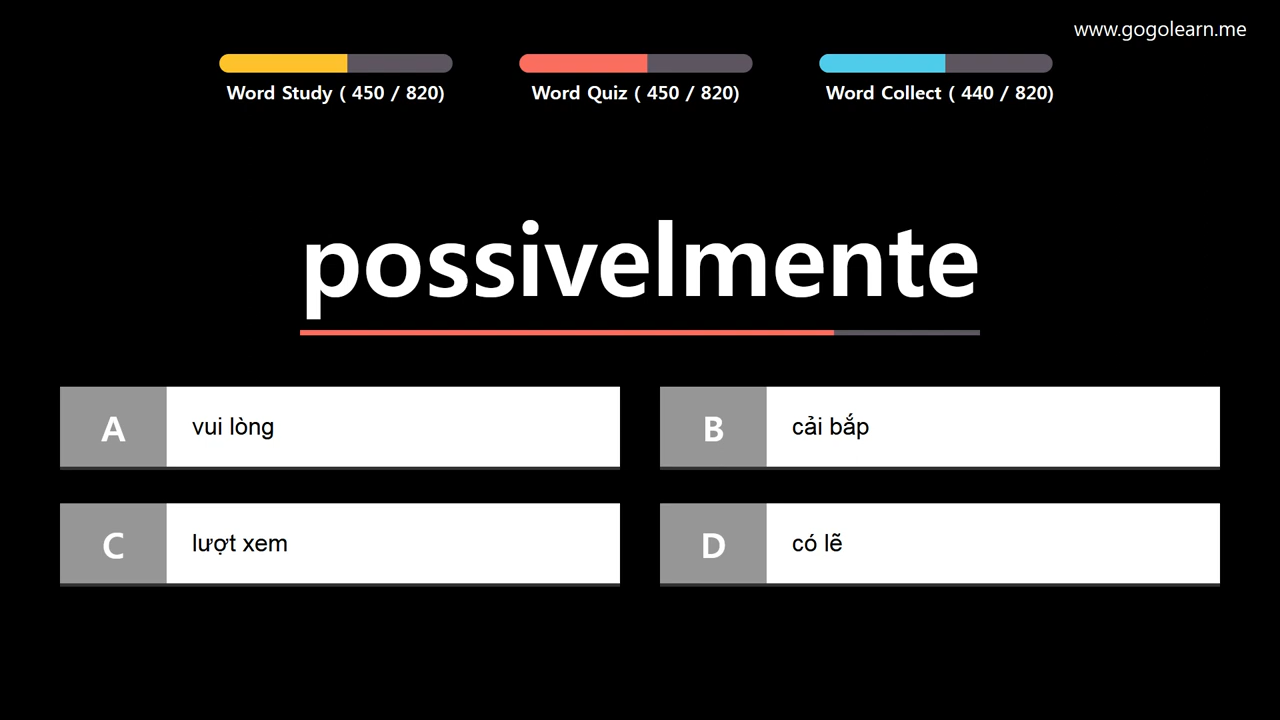 www.gogolearn.me
Word Study ( 450 / 820)
Word Quiz ( 450 / 820)
Word Collect ( 440 / 820)
possivelmente
A vui lòng
B cải bắp
C lượt xem
D có lẽ